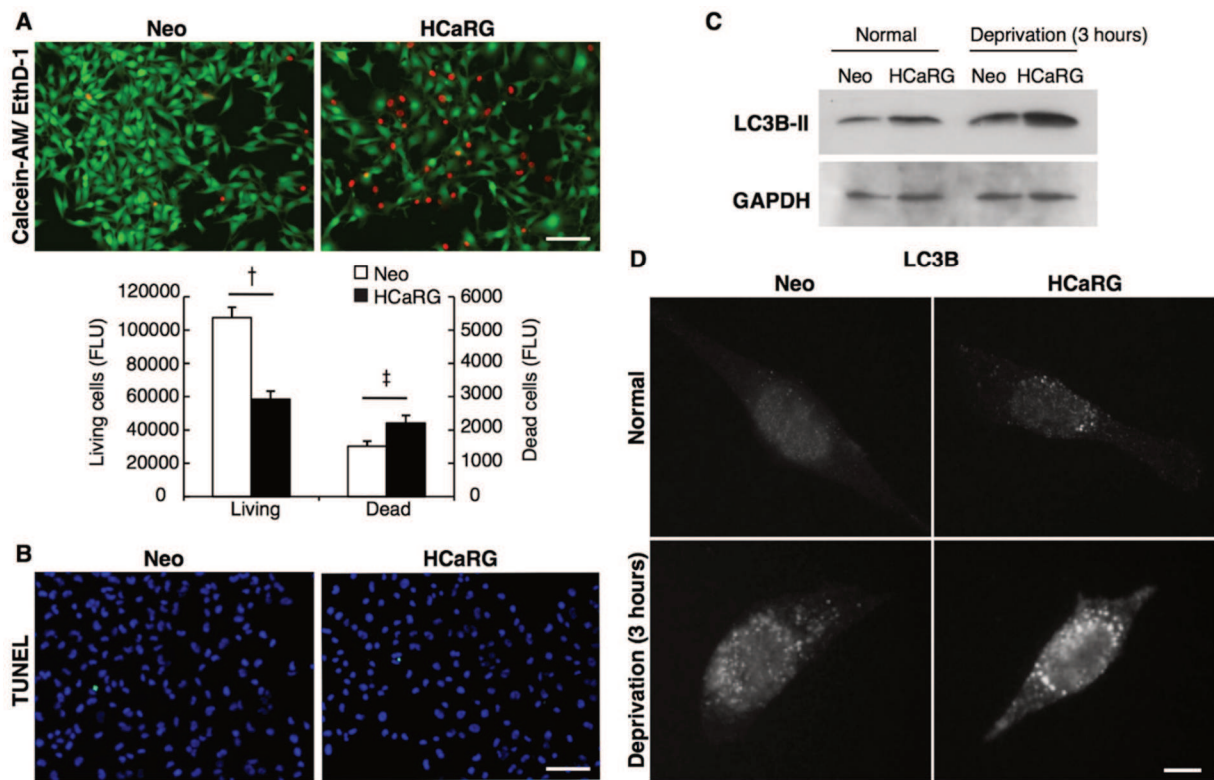 A
Neo
HCaRG
Calcein-AM/ EthD-1
Neo
HCaRG
†
‡
120000
100000
80000
60000
40000
20000
0
Living cells (FLU)
6000
5000
4000
3000
2000
1000
0
Dead cells (FLU)
Living
Dead
B
Neo
HCaRG
TUNEL
C
Normal
Deprivation (3 hours)
Neo HCaRG Neo HCaRG
LC3B-II
GAPDH
D
LC3B
Neo
HCaRG
Normal
Deprivation (3 hours)